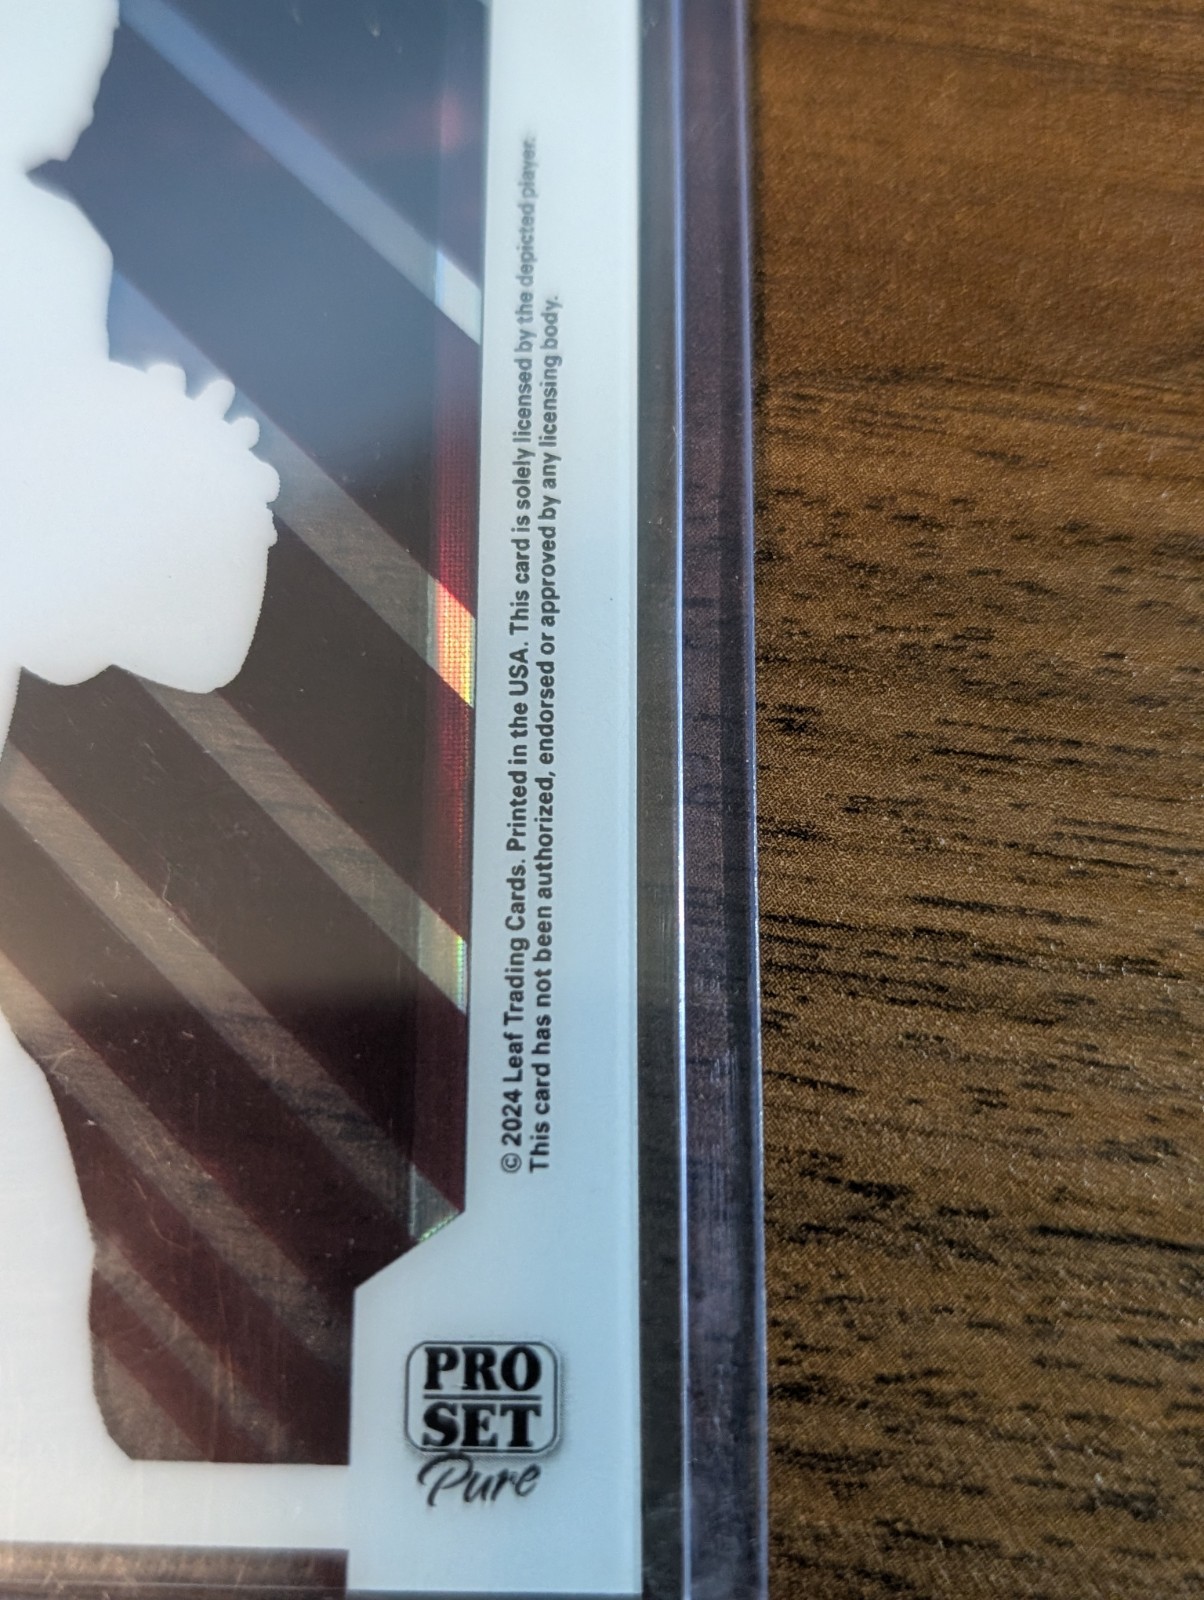 © 2024 Leaf Trading Cards. Printed in the USA. This card is solely licensed by the depicted player.
This card has not been authorized, endorsed or approved by any licensing body.
PRO
SET
Pure